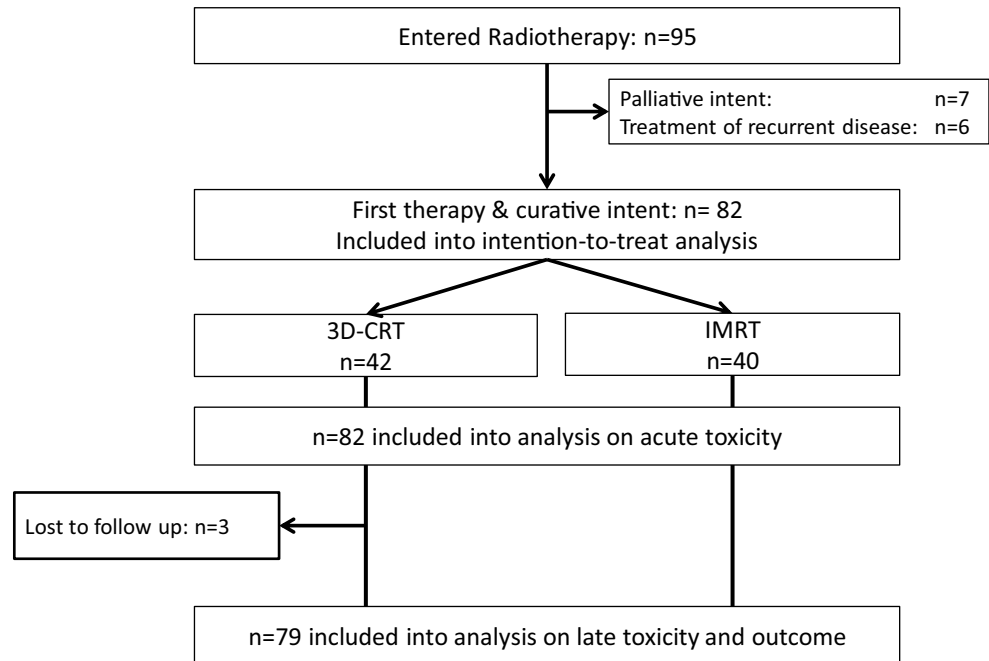 Entered Radiotherapy: n=95
Palliative intent: n=7
Treatment of recurrent disease: n=6
First therapy & curative intent: n= 82
Included into intention-to-treat analysis
3D-CRT
n=42
IMRT
n=40
n=82 included into analysis on acute toxicity
Lost to follow up: n=3
n=79 included into analysis on late toxicity and outcome